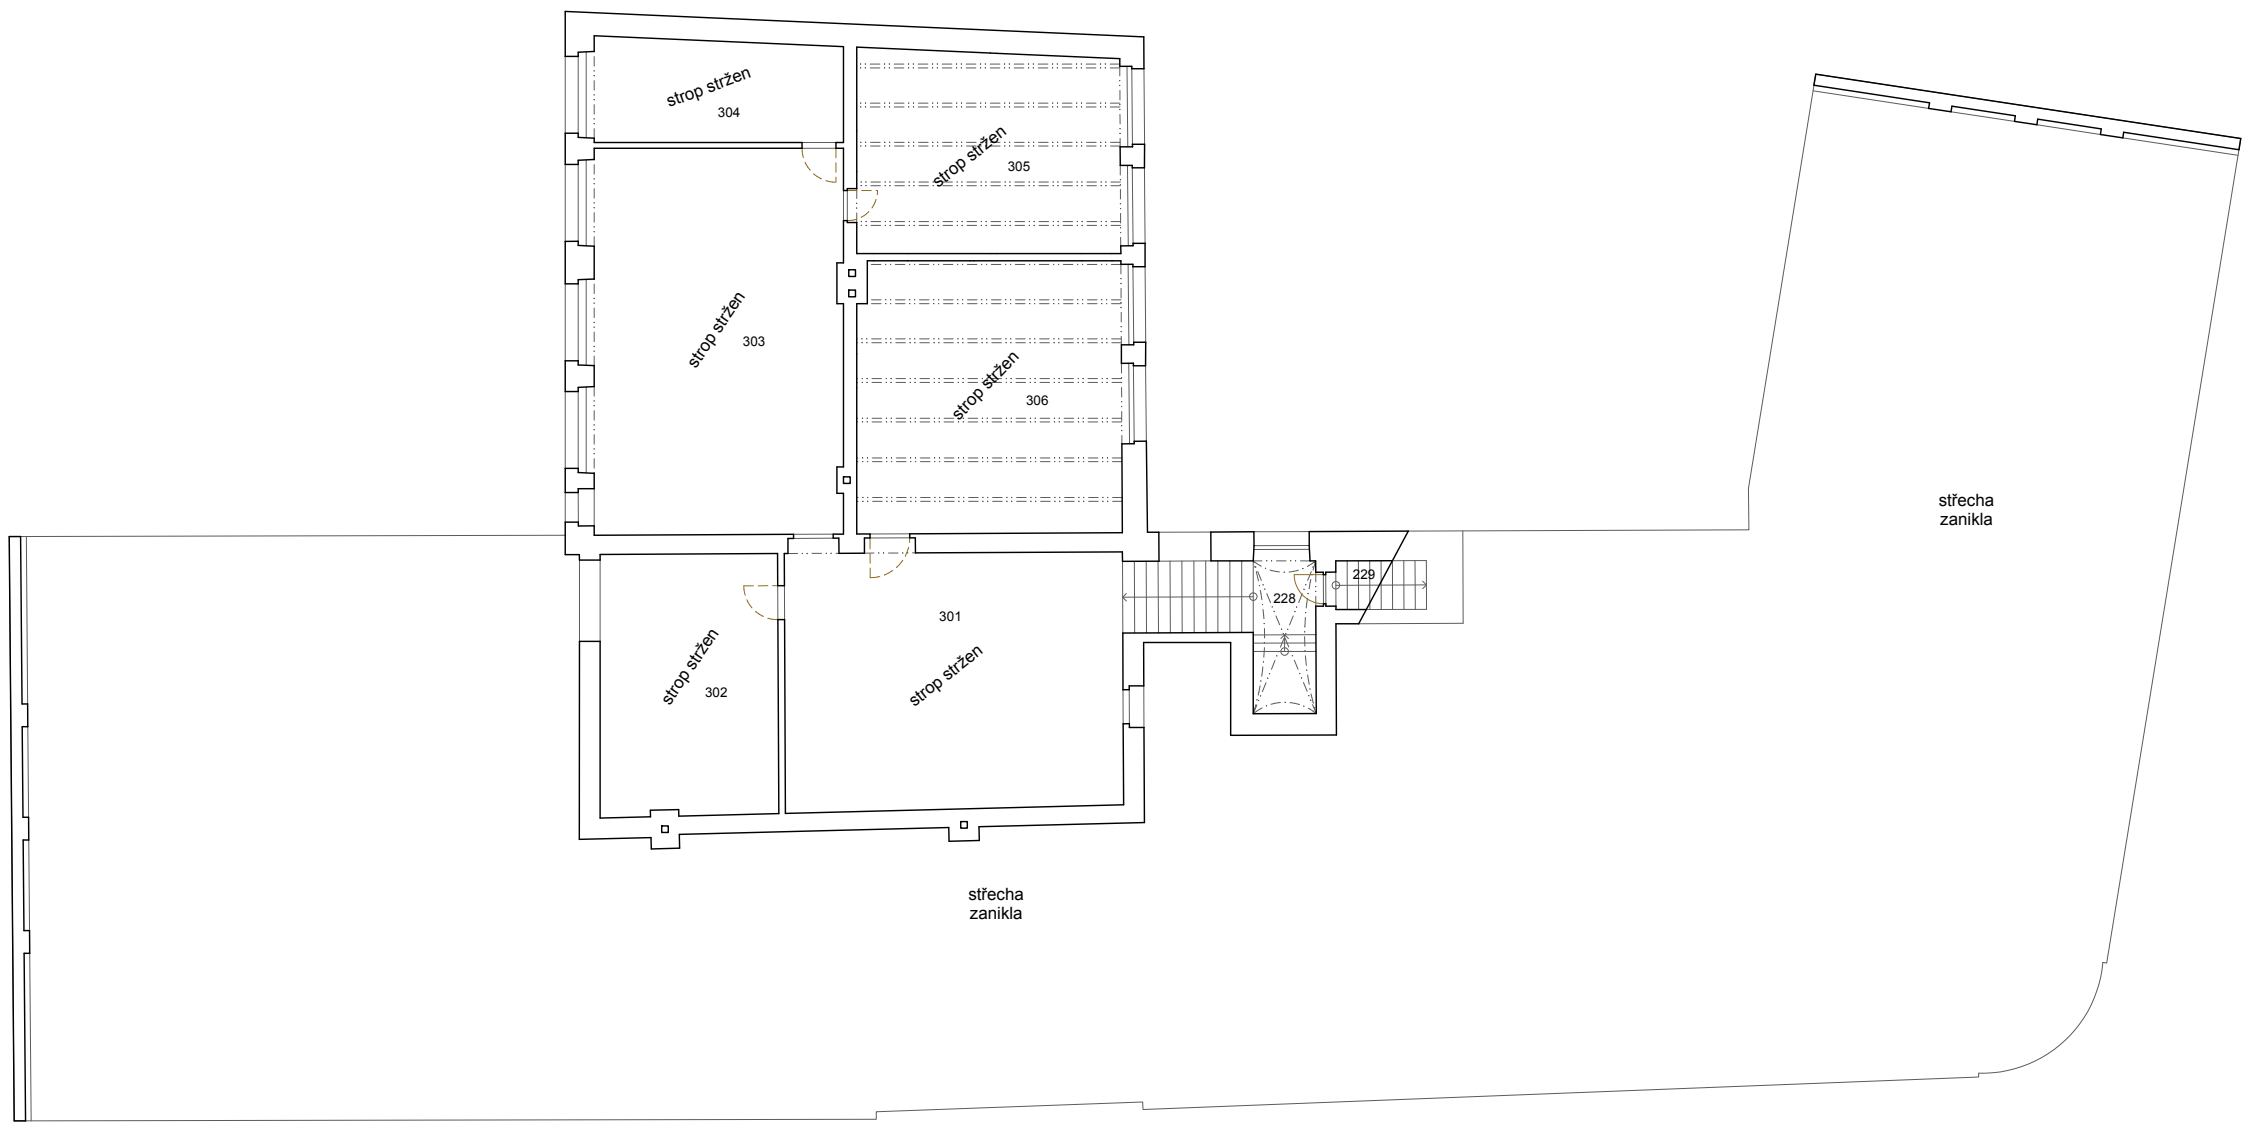 strop stržen
304
strop stržen
305
strop stržen
303
strop stržen
306
střecha
zanikla
229
228
301
strop stržen
strop stržen
302
střecha
zanikla